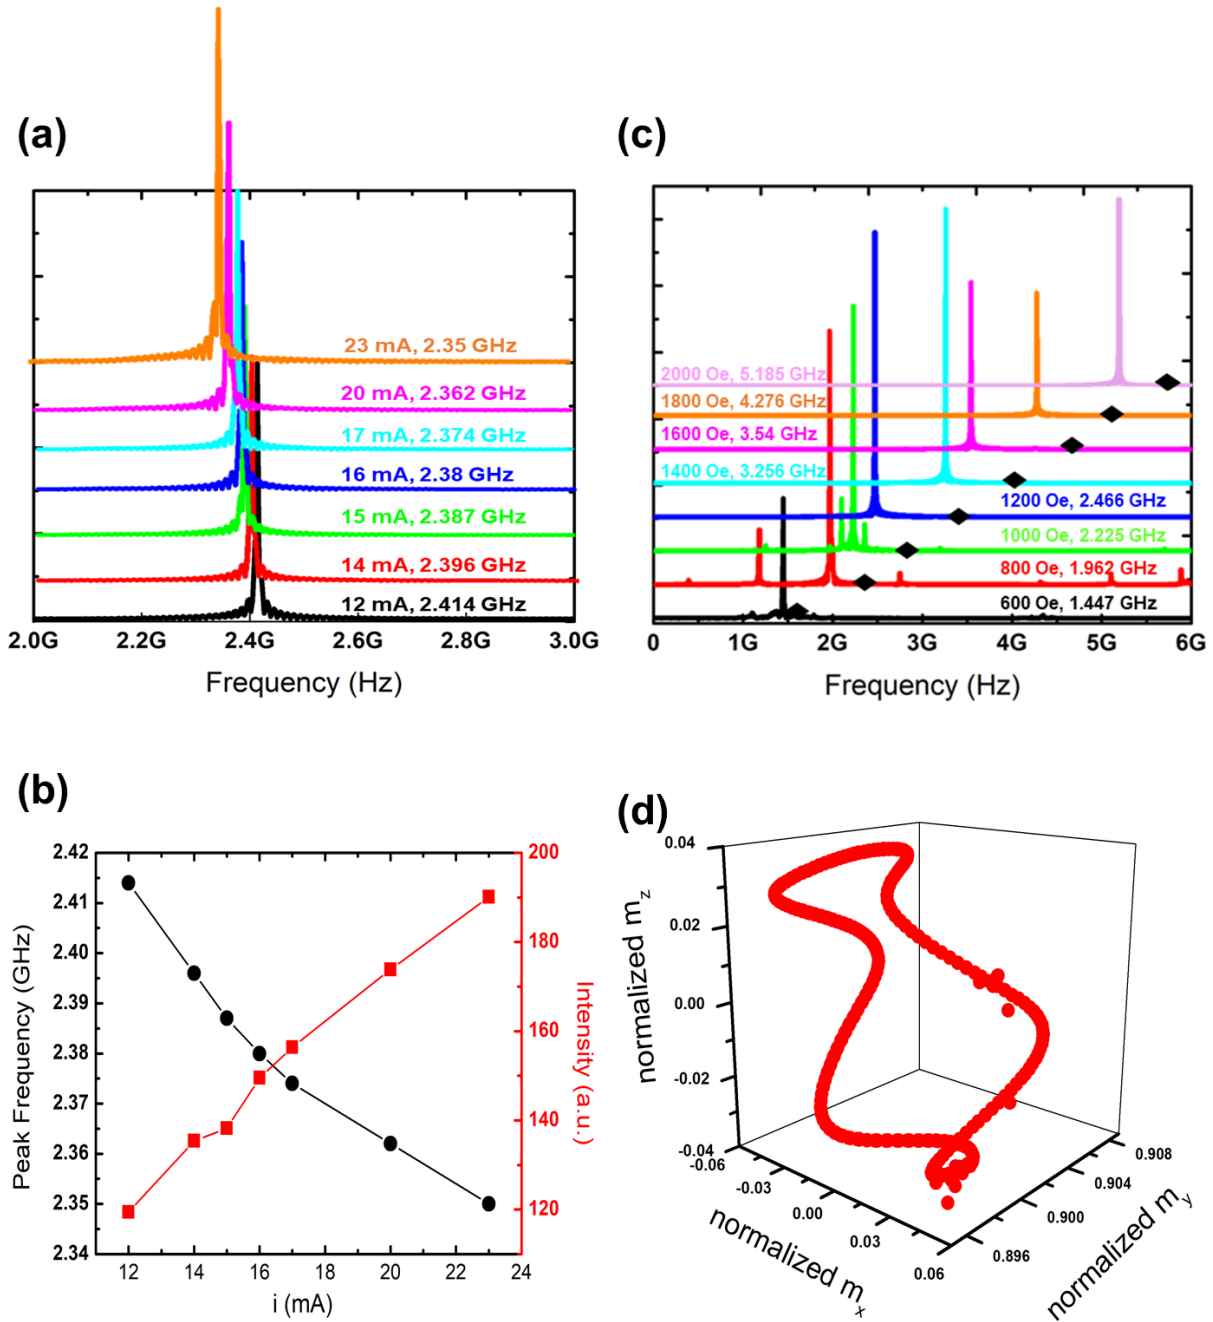 (a)
23 mA, 2.35 GHz
20 mA, 2.362 GHz
17 mA, 2.374 GHz
16 mA, 2.38 GHz
15 mA, 2.387 GHz
14 mA, 2.396 GHz
12 mA, 2.414 GHz
2.0G 2.2G 2.4G 2.6G 2.8G 3.0G
Frequency (Hz)
(c)
2000 Oe, 5.185 GHz
1800 Oe, 4.276 GHz
1600 Oe, 3.54 GHz
1400 Oe, 3.256 GHz
1200 Oe, 2.466 GHz
1000 Oe, 2.225 GHz
800 Oe, 1.962 GHz
600 Oe, 1.447 GHz
0 1G 2G 3G 4G 5G 6G
Frequency (Hz)
(b)
Peak Frequency (GHz)
2.42
2.41
2.40
2.39
2.38
2.37
2.36
2.35
2.34
200
180
160
140
120
Intensity (a.u.)
12 14 16 18 20 22 24
i (mA)
(d)
normalized m_z
0.04
0.02
0.00
-0.02
-0.04
-0.06
-0.03
0.00
0.03
0.06
normalized m_x
0.896
0.900
0.904
0.908
normalized m_y